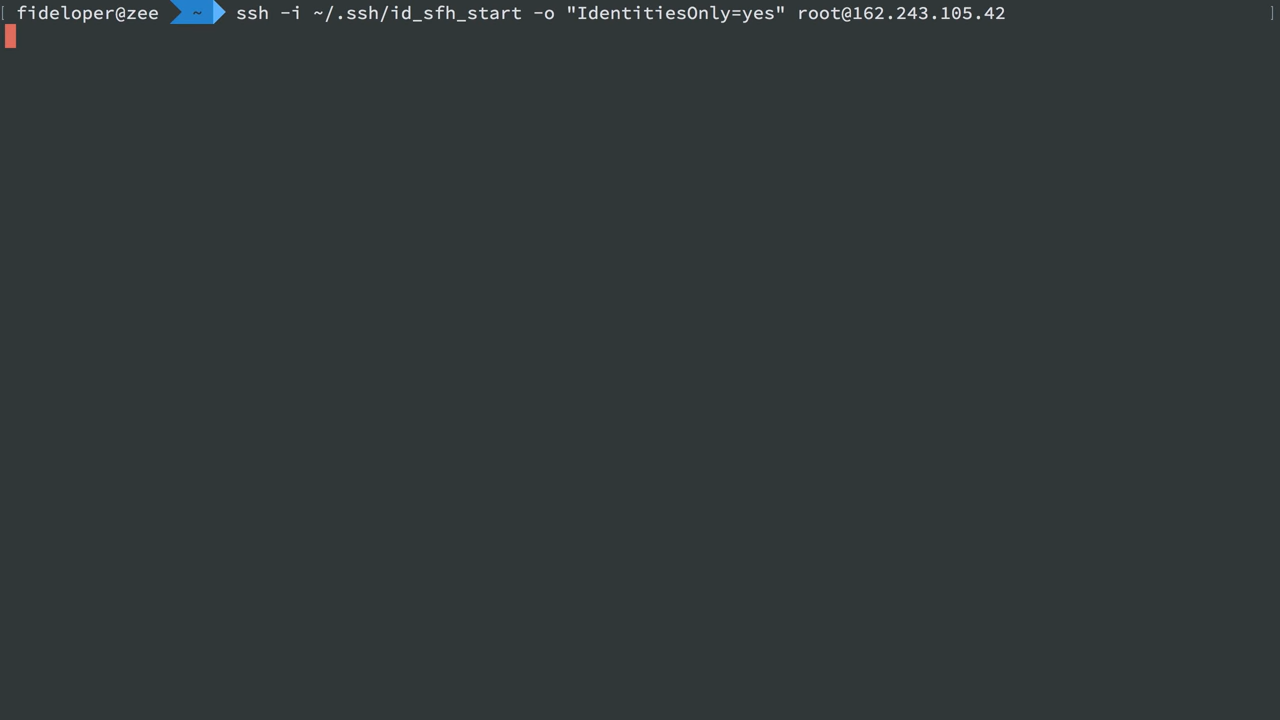 fideloper@zee ~ ssh -i ~/.ssh/id_sfh_start -o "IdentitiesOnly=yes" root@162.243.105.42